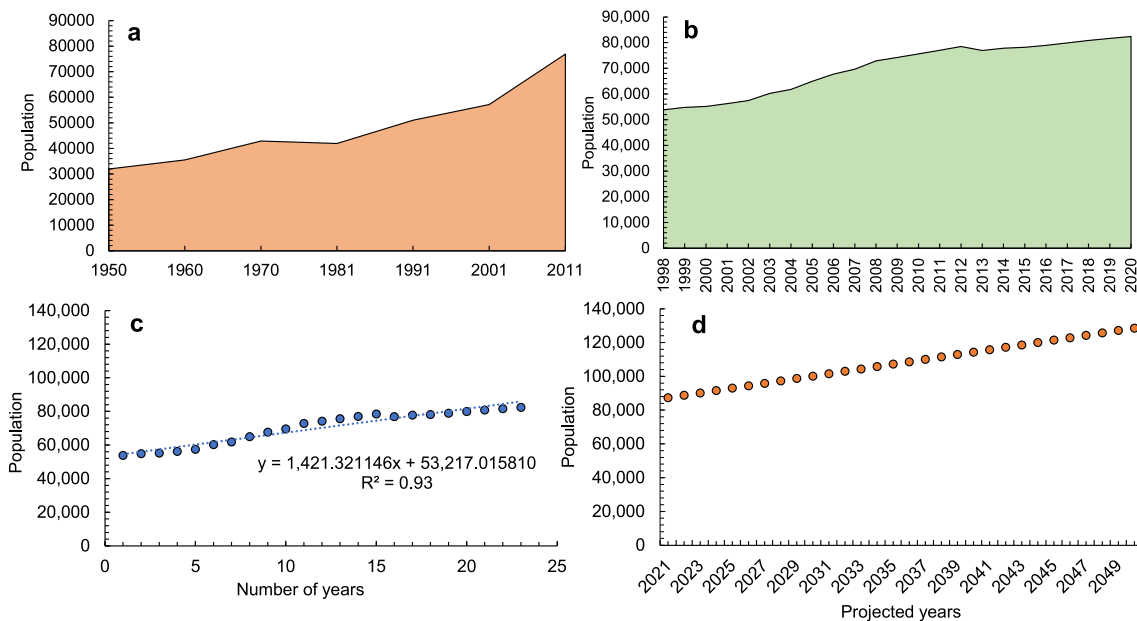 a
Population
90000
80000
70000
60000
50000
40000
30000
20000
10000
0
1950 1960 1970 1981 1991 2001 2011
b
Population
90,000
80,000
70,000
60,000
50,000
40,000
30,000
20,000
10,000
0
1998 1999 2000 2001 2002 2003 2004 2005 2006 2007 2008 2009 2010 2011 2012 2013 2014 2015 2016 2017 2018 2019 2020
c
Population
140,000
120,000
100,000
80,000
60,000
40,000
20,000
0
y = 1,421.321146x + 53,217.015810
R² = 0.93
0 5 10 15 20 25
Number of years
d
Population
140,000
120,000
100,000
80,000
60,000
40,000
20,000
0
2021 2023 2025 2027 2029 2031 2033 2035 2037 2039 2041 2043 2045 2047 2049
Projected years